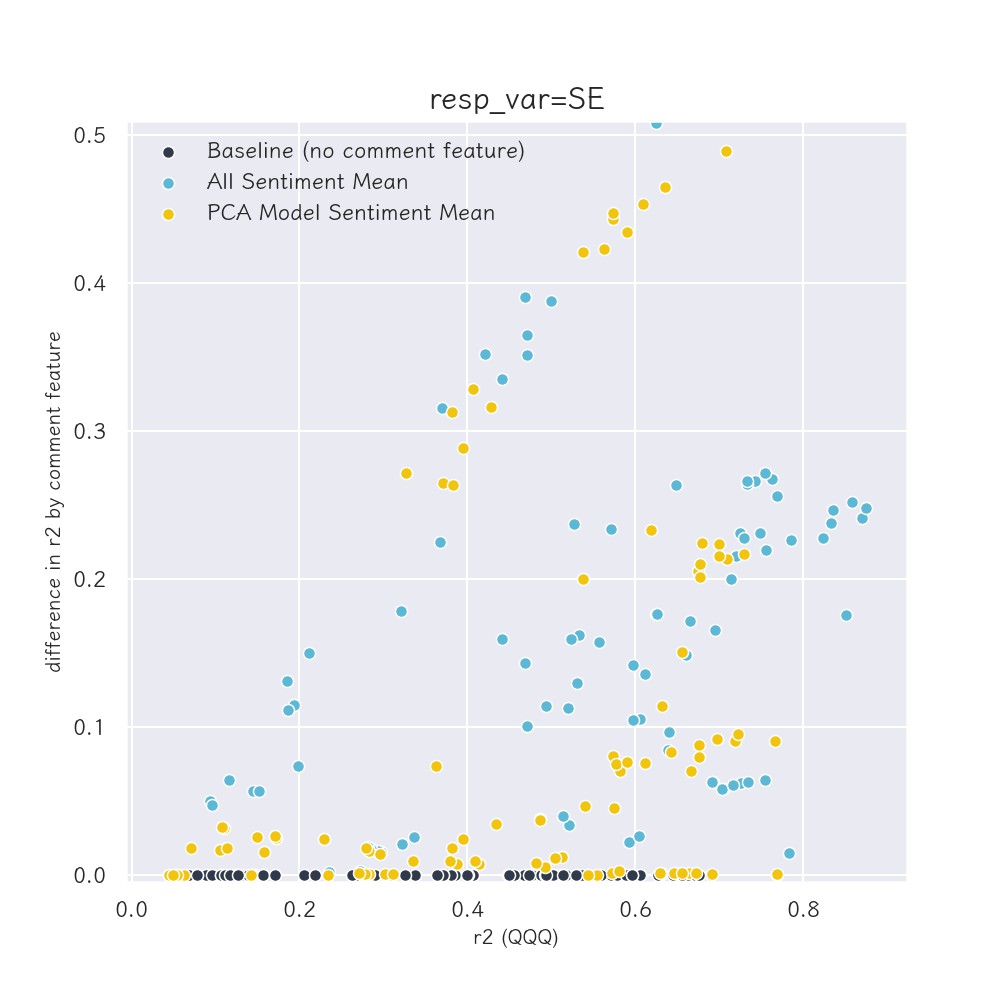 resp_var=SE
Baseline (no comment feature)
All Sentiment Mean
PCA Model Sentiment Mean
0.5
0.4
0.3
0.2
0.1
0.0
difference in r2 by comment feature
0.0 0.2 0.4 0.6 0.8
r2 (QQQ)